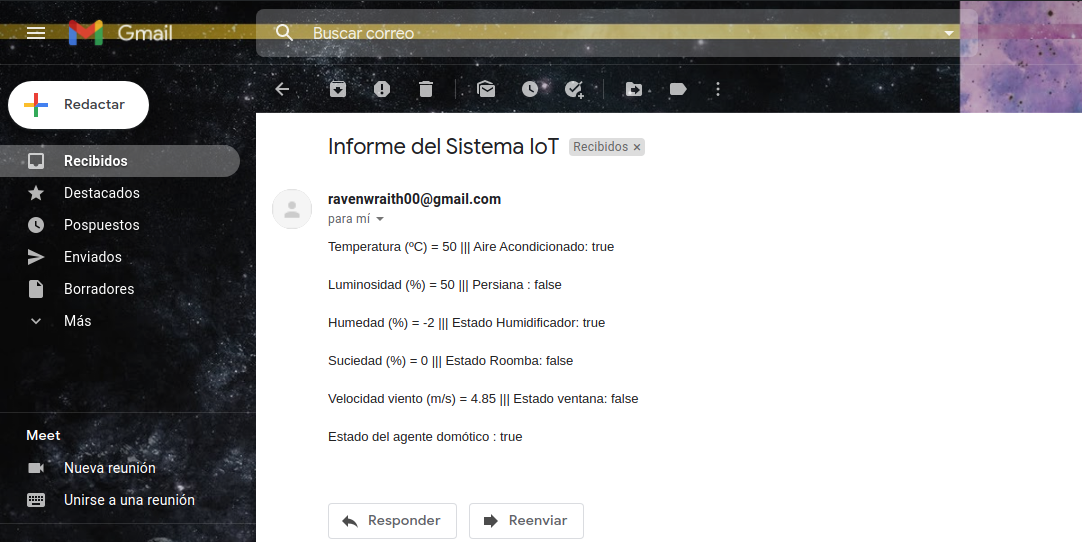 Gmail
Buscar correo
Redactar
Recibidos
Destacados
Pospuestos
Enviados
Borradores
Más
Meet
Nueva reunión
Unirse a una reunión
Informe del Sistema IoT Recibidos ×
ravenwraith00@gmail.com
para mí
Temperatura (ºC) = 50 ||| Aire Acondicionado: true
Luminosidad (%) = 50 ||| Persiana : false
Humedad (%) = -2 ||| Estado Humidificador: true
Suciedad (%) = 0 ||| Estado Roomba: false
Velocidad viento (m/s) = 4.85 ||| Estado ventana: false
Estado del agente domótico : true
Responder Reenviar